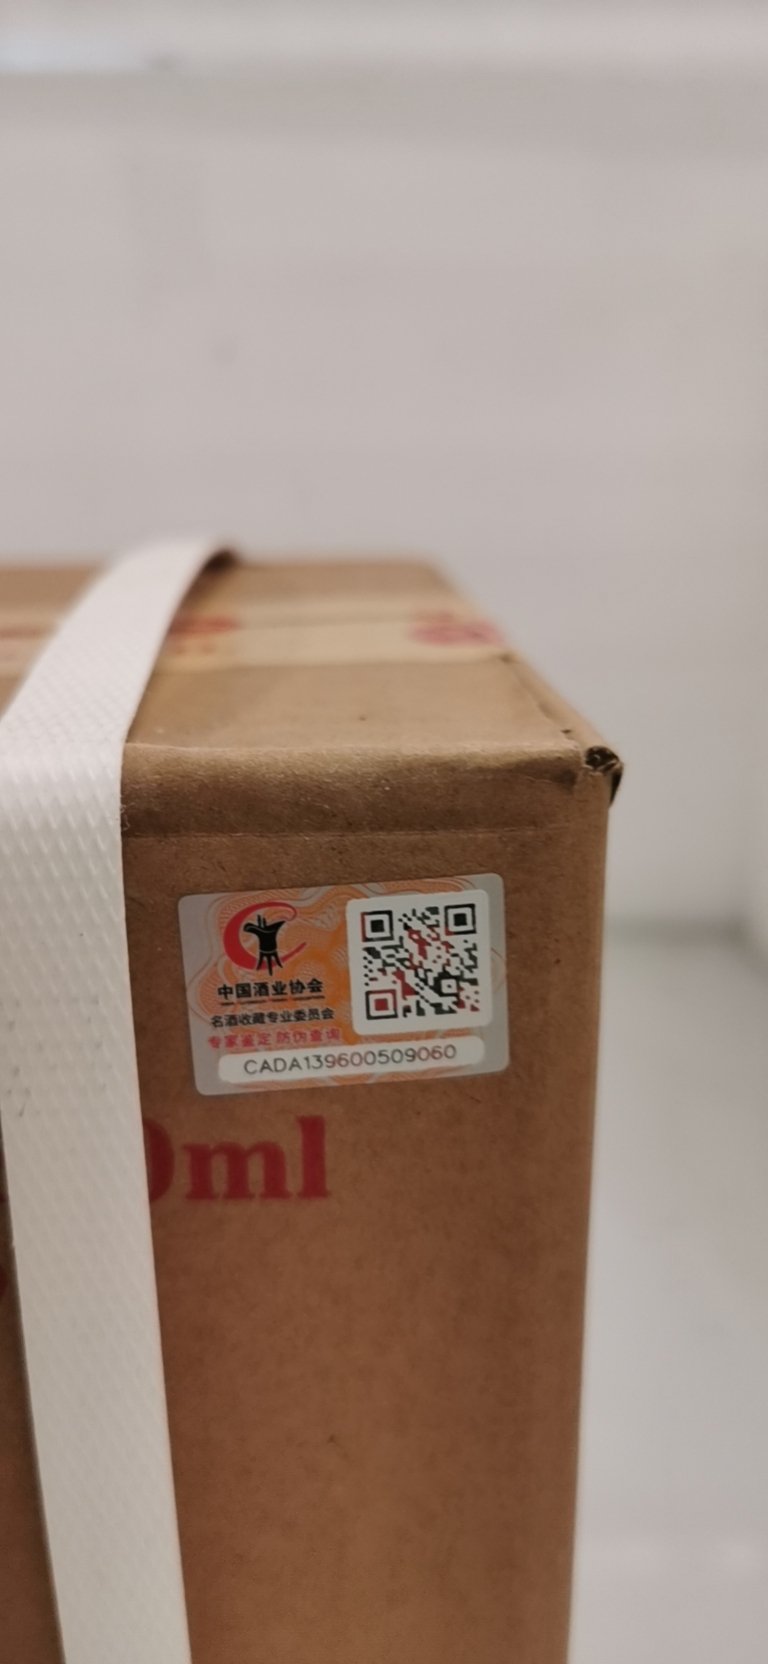 中国酒业协会
名酒收藏专业委员会
专家鉴定 防伪查询
CADA139600509060
0ml